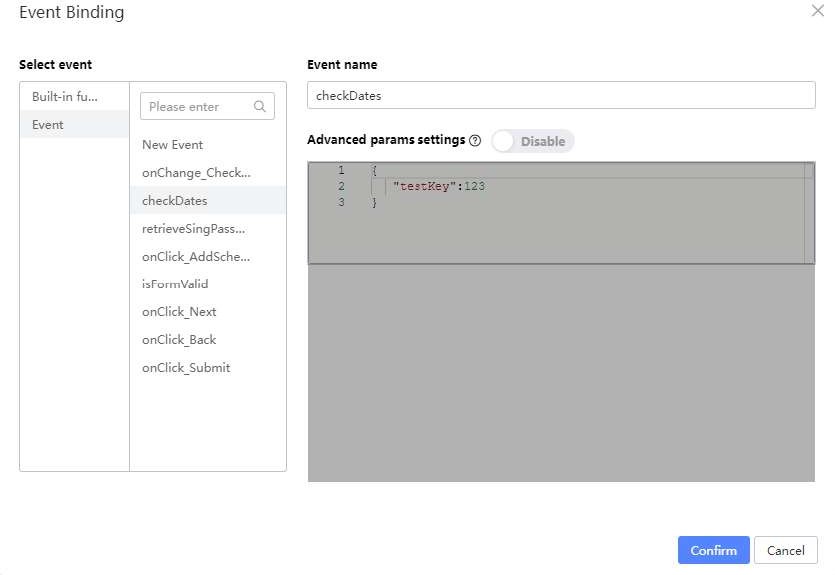 Event Binding
Select event
Built-in fu...
Event
Please enter
New Event
onChange_Check...
checkDates
retrieveSingPass...
onClick_AddSche...
isFormValid
onClick_Next
onClick_Back
onClick_Submit
Event name
checkDates
Advanced params settings ? Disable
1 {
2 "testKey":123
3 }
Confirm Cancel